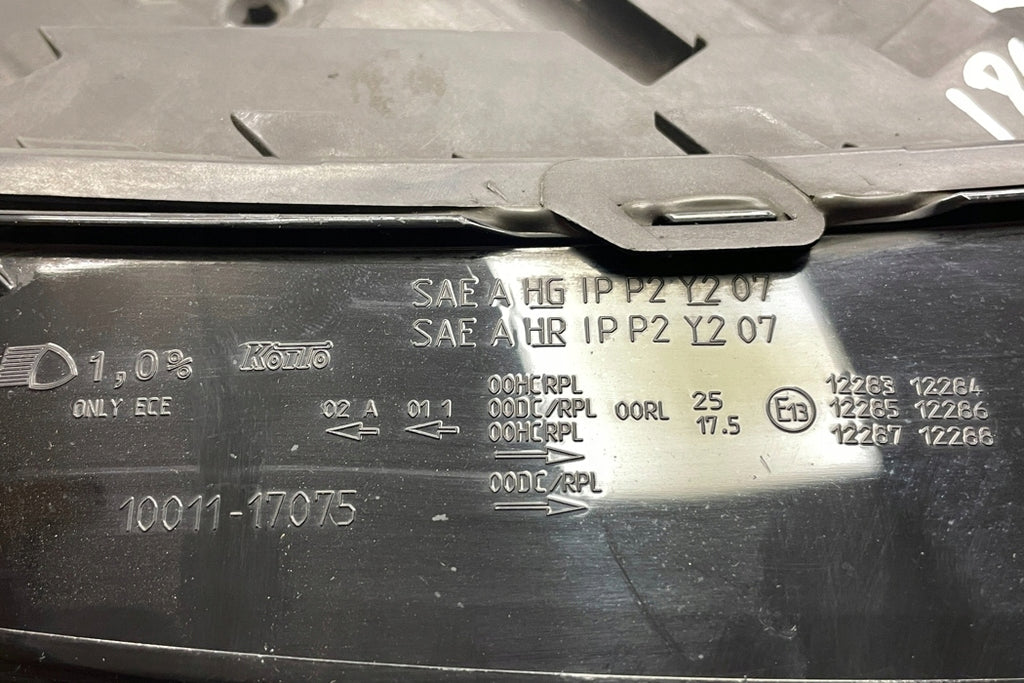 SAE A HG IP P2 Y2 07
SAE A HR IP P2 Y2 07
1,0%
ONLY ECE
KOITO
02 A
01 1
00HCRPL
00DC/RPL
00HCRPL
00DC/RPL
00RL
25
17.5
E13
12283 12284
12285 12286
12287 12288
10011-17075